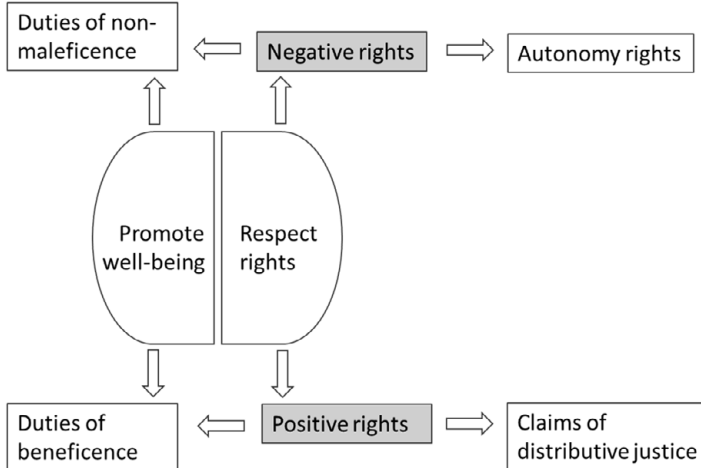 Duties of non-
maleficence
Negative rights
Autonomy rights
Promote
well-being
Respect
rights
Duties of
beneficence
Positive rights
Claims of
distributive justice